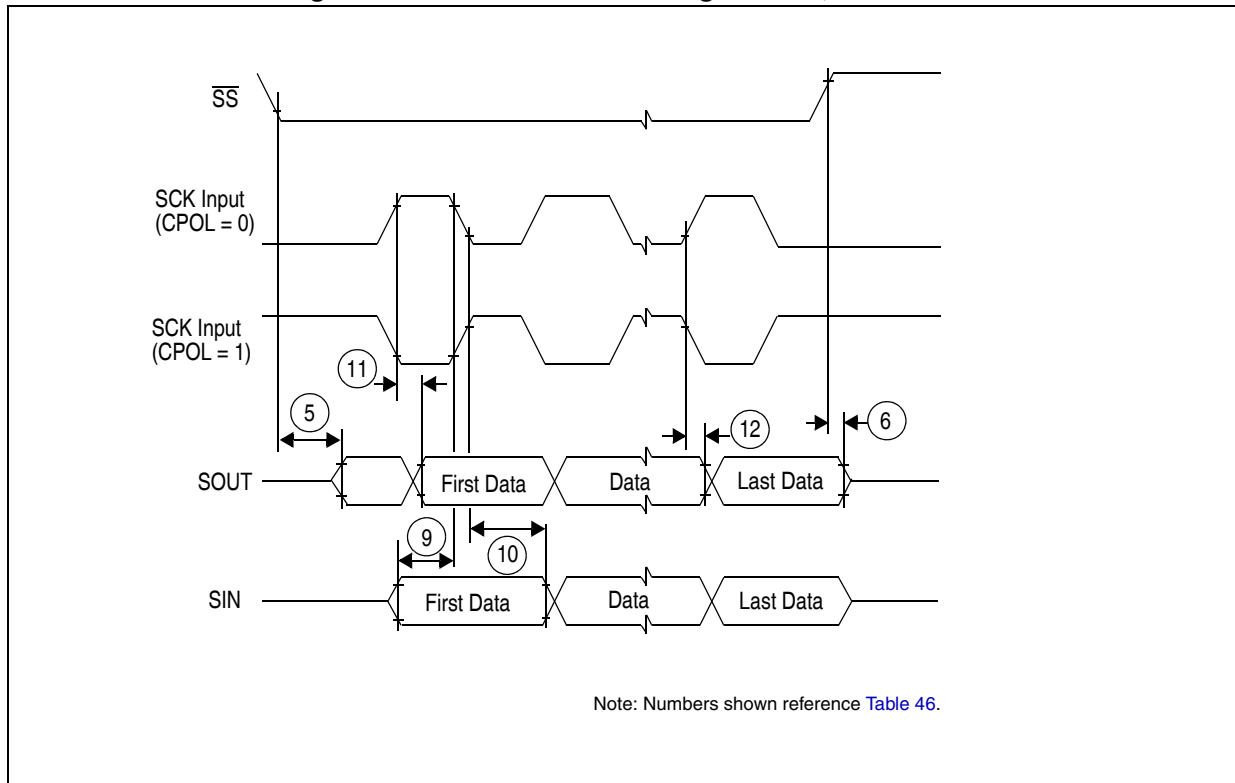 SS
SCK Input
(CPOL = 0)
SCK Input
(CPOL = 1)
11
5
12
6
SOUT
First Data
Data
Last Data
9
10
SIN
First Data
Data
Last Data
Note: Numbers shown reference Table 46.